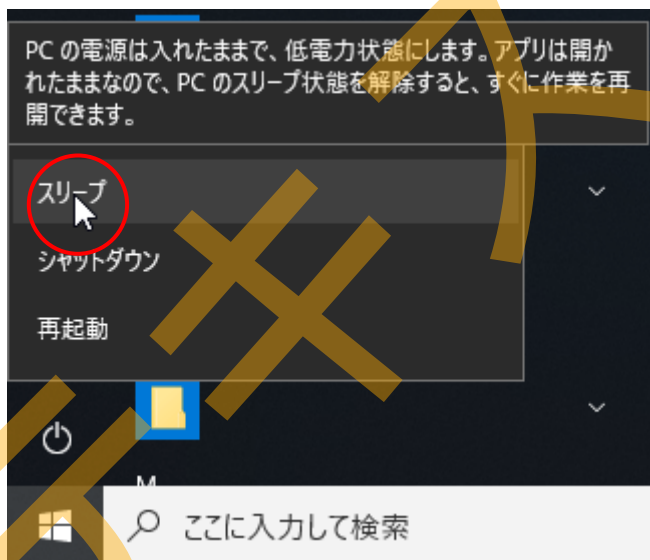 PC の電源は入れたままで、低電力状態にします。アプリは開か
れたままなので、PC のスリープ状態を解除すると、すぐに作業を再
開できます。
スリープ
シャットダウン
再起動
M
ここに入力して検索